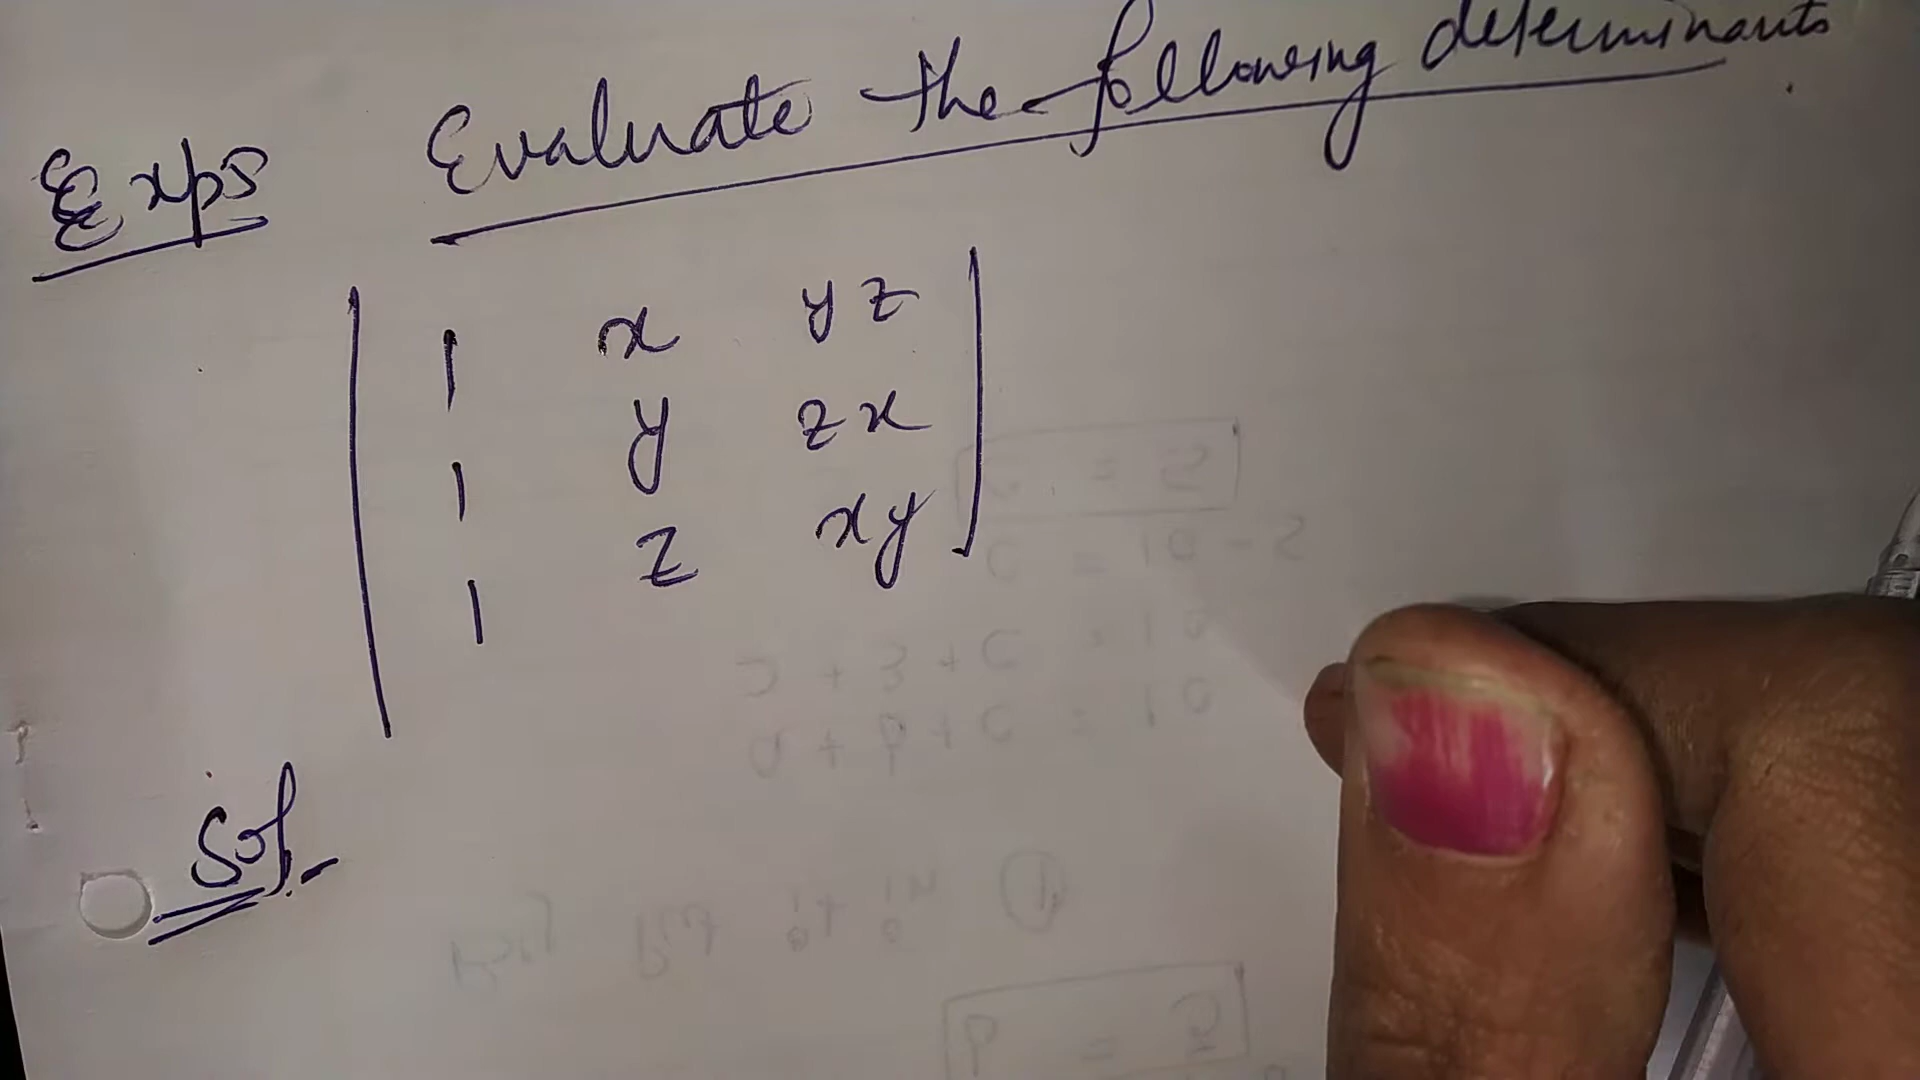 Exp5 Evaluate the following determinants
| 1 x yz |
| 1 y zx |
| 1 z xy |
Sol.-